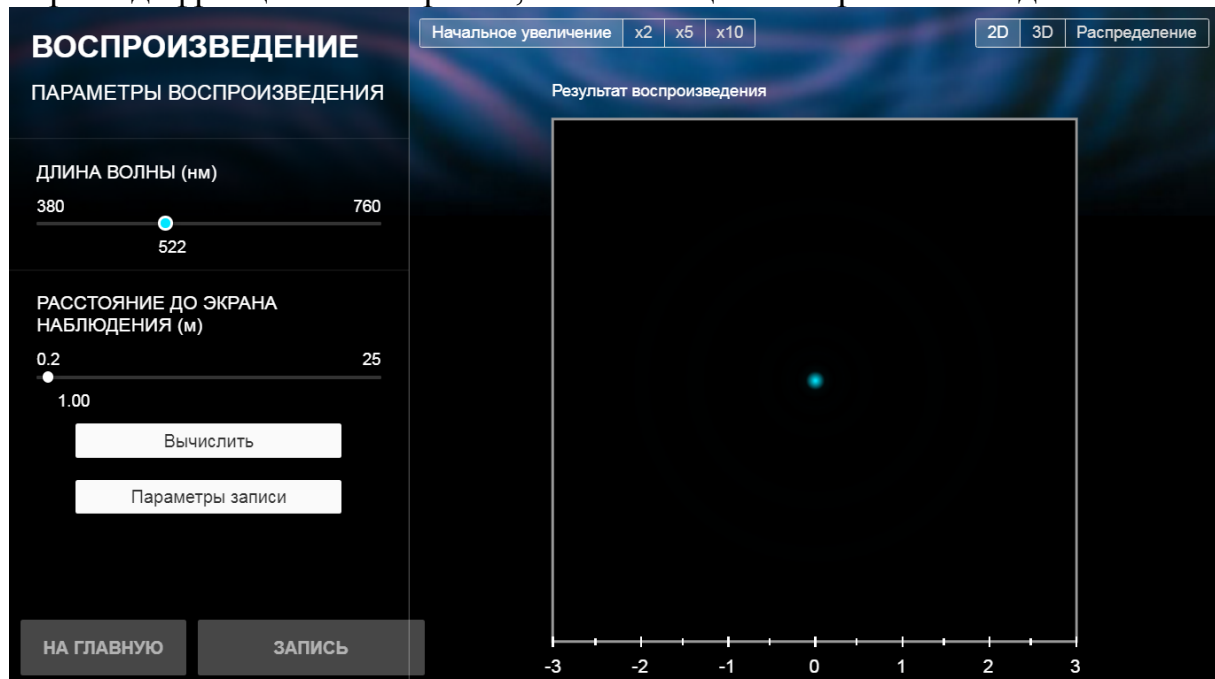 ВОСПРОИЗВЕДЕНИЕ
ПАРАМЕТРЫ ВОСПРОИЗВЕДЕНИЯ
ДЛИНА ВОЛНЫ (нм)
380 760
522
РАССТОЯНИЕ ДО ЭКРАНА
НАБЛЮДЕНИЯ (м)
0.2 25
1.00
Вычислить
Параметры записи
НА ГЛАВНУЮ ЗАПИСЬ
Начальное увеличение x2 x5 x10
2D 3D Распределение
Результат воспроизведения
-3 -2 -1 0 1 2 3